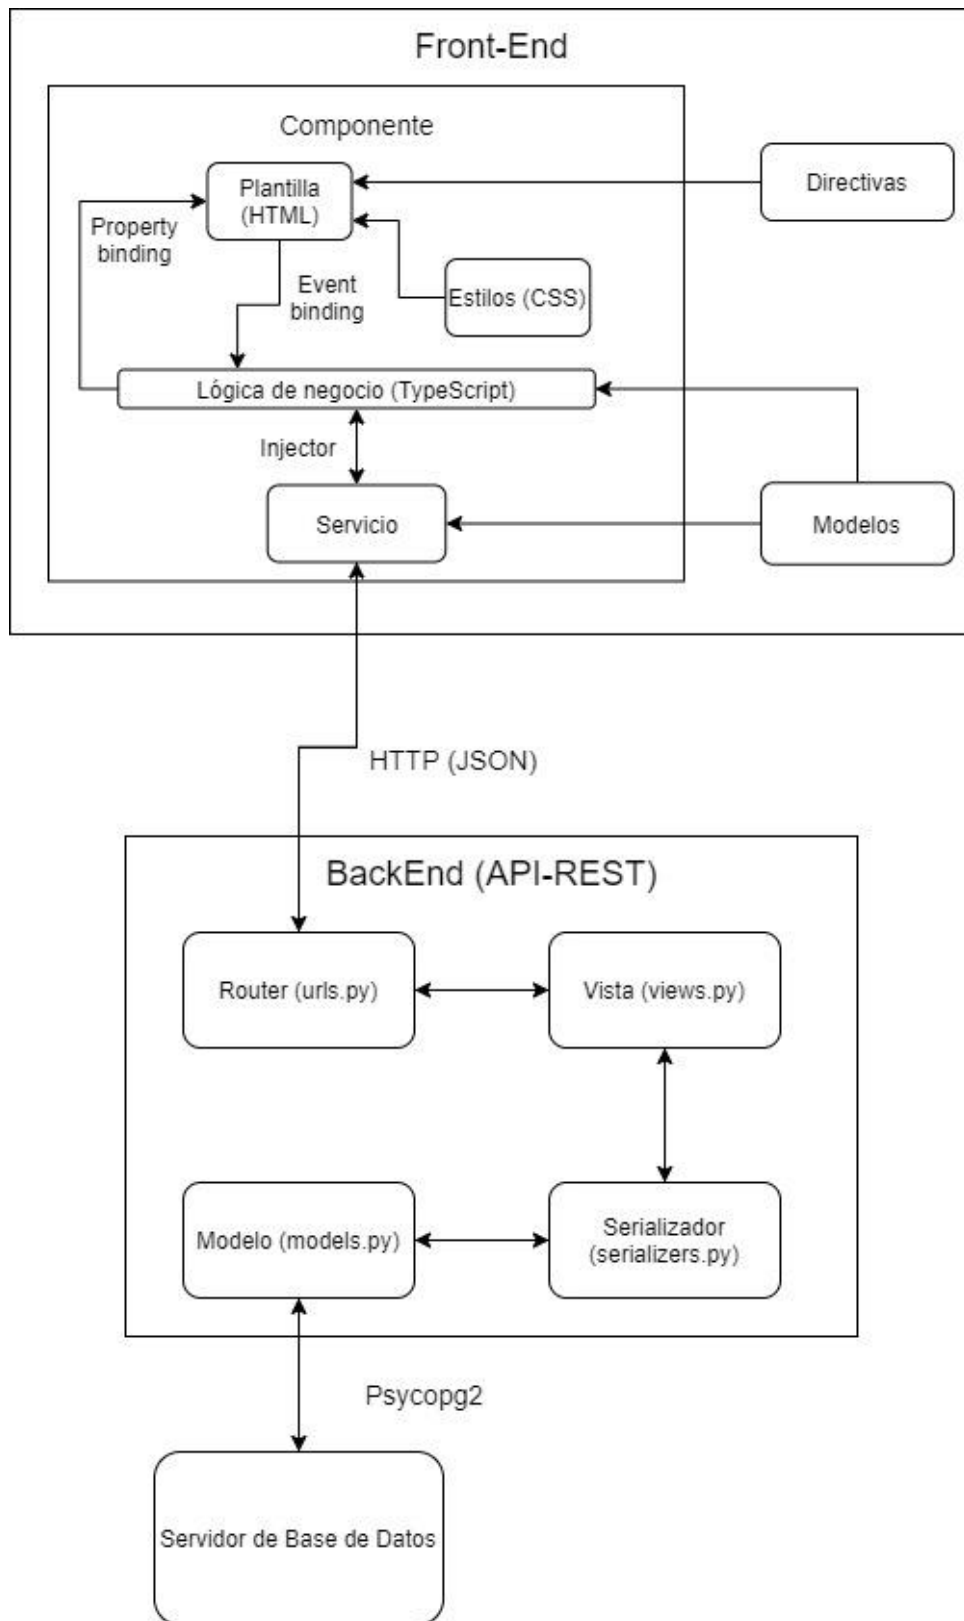 Front-End
Componente
Plantilla
(HTML)
Directivas
Property
binding
Event
binding
Estilos (CSS)
Lógica de negocio (TypeScript)
Injector
Servicio
Modelos
HTTP (JSON)
BackEnd (API-REST)
Router (urls.py)
Vista (views.py)
Modelo (models.py)
Serializador
(serializers.py)
Psycopg2
Servidor de Base de Datos